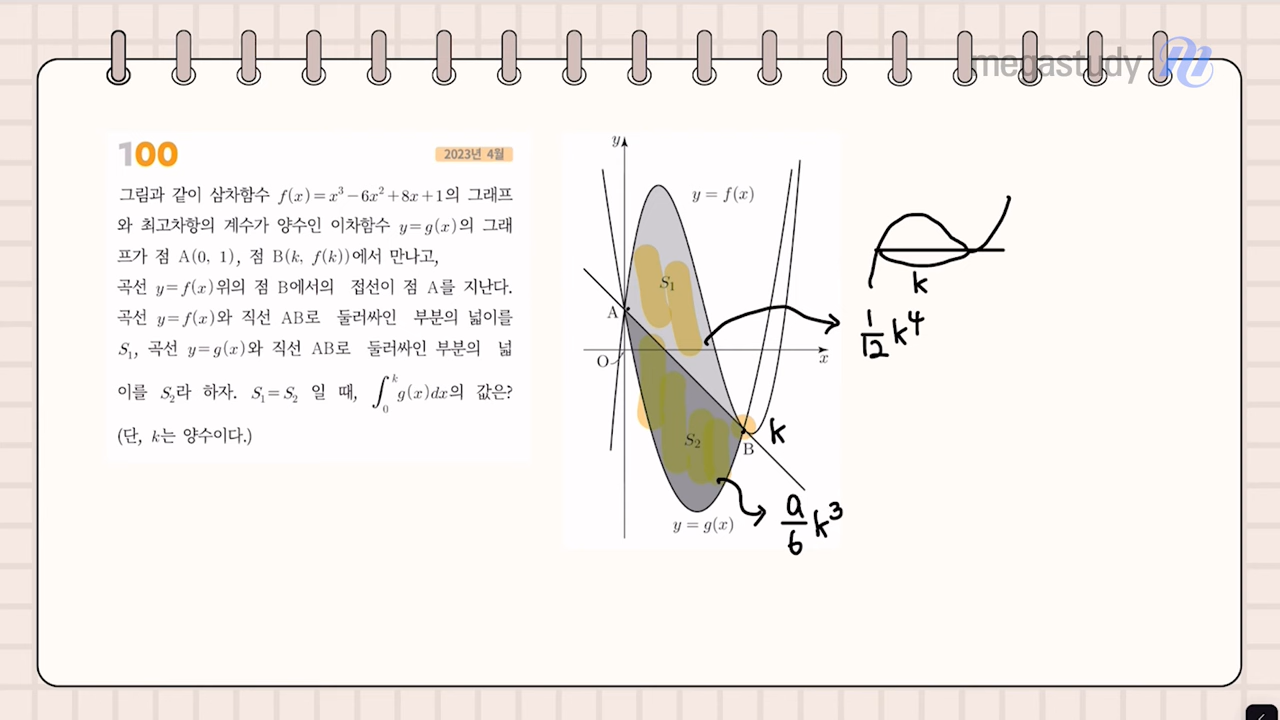 megastudy
100
2023년 4월
그림과 같이 삼차함수 f(x)=x³−6x²+8x+1의 그래프
와 최고차항의 계수가 양수인 이차함수 y=g(x)의 그래
프가 점 A(0, 1), 점 B(k, f(k))에서 만나고,
곡선 y=f(x)위의 점 B에서의 접선이 점 A를 지난다.
곡선 y=f(x)와 직선 AB로 둘러싸인 부분의 넓이를
S₁, 곡선 y=g(x)와 직선 AB로 둘러싸인 부분의 넓
이를 S₂라 하자. S₁=S₂ 일 때, ∫₀ᵏ g(x)dx의 값은?
(단, k는 양수이다.)
y
y=f(x)
S₁
A
O
x
S₂
B
k
y=g(x)
k
1/12 k⁴
a/6 k³